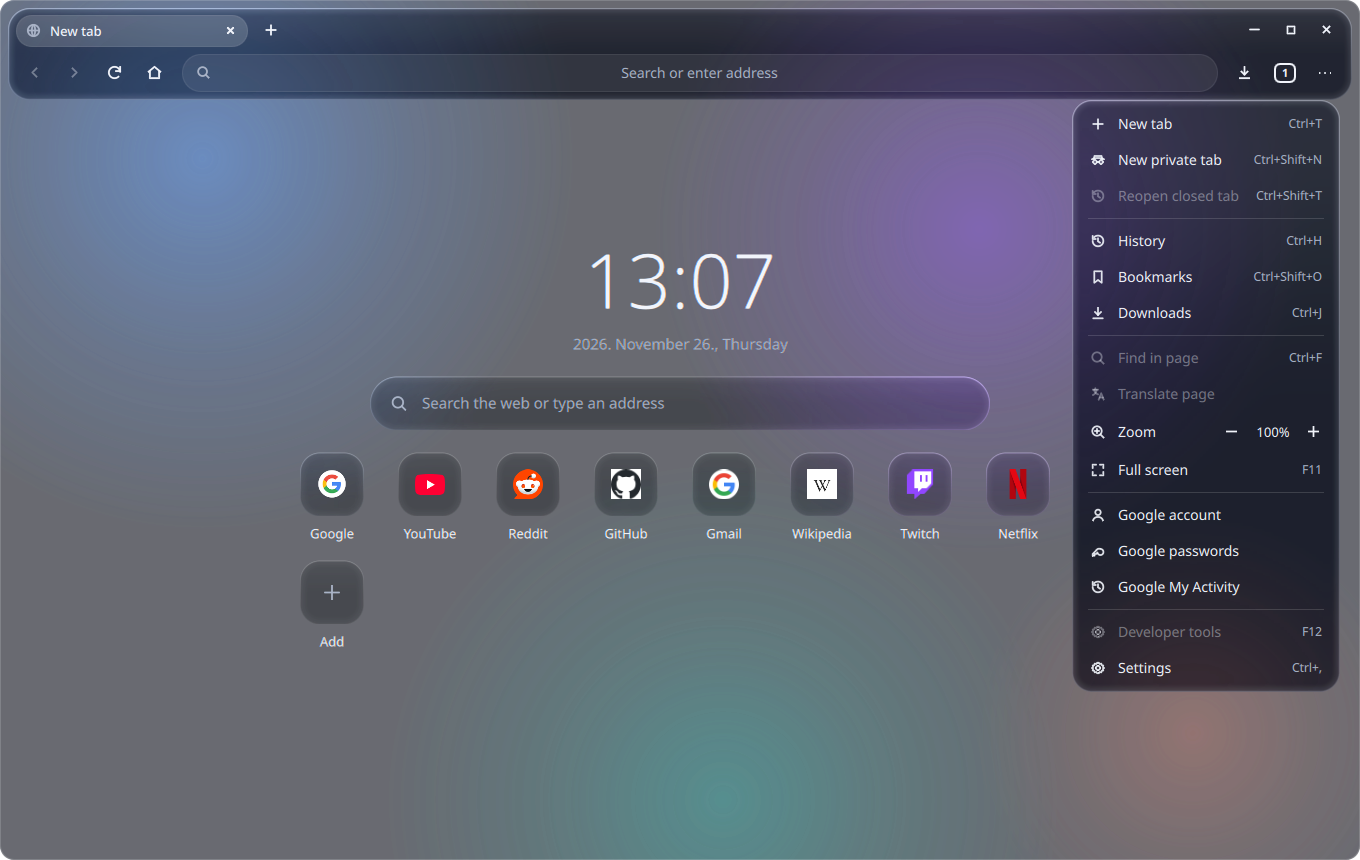 New tab
Search or enter address
1
New tab Ctrl+T
New private tab Ctrl+Shift+N
Reopen closed tab Ctrl+Shift+T
History Ctrl+H
Bookmarks Ctrl+Shift+O
Downloads Ctrl+J
Find in page Ctrl+F
Translate page
Zoom 100%
Full screen F11
Google account
Google passwords
Google My Activity
Developer tools F12
Settings Ctrl+,
13:07
2026. November 26., Thursday
Search the web or type an address
W
Google YouTube Reddit GitHub Gmail Wikipedia Twitch Netflix
Add